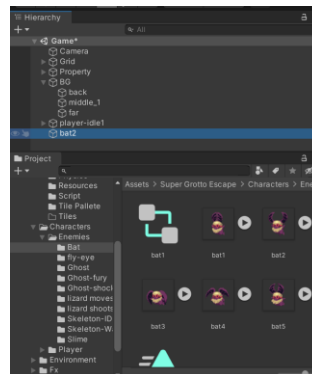 Hierarchy
All
Game*
Camera
Grid
Property
BG
back
middle_1
far
player-idle1
bat2
Project
Resources
Script
Tile Pallete
Tiles
Characters
Enemies
Bat
fly-eye
Ghost
Ghost-fury
Ghost-shocl
lizard moves
lizard shoots
Skeleton-ID
Skeleton-W
Slime
Player
Environment
Fx
Assets > Super Grotto Escape > Characters > Ene
bat1
bat1
bat2
bat3
bat4
bat5